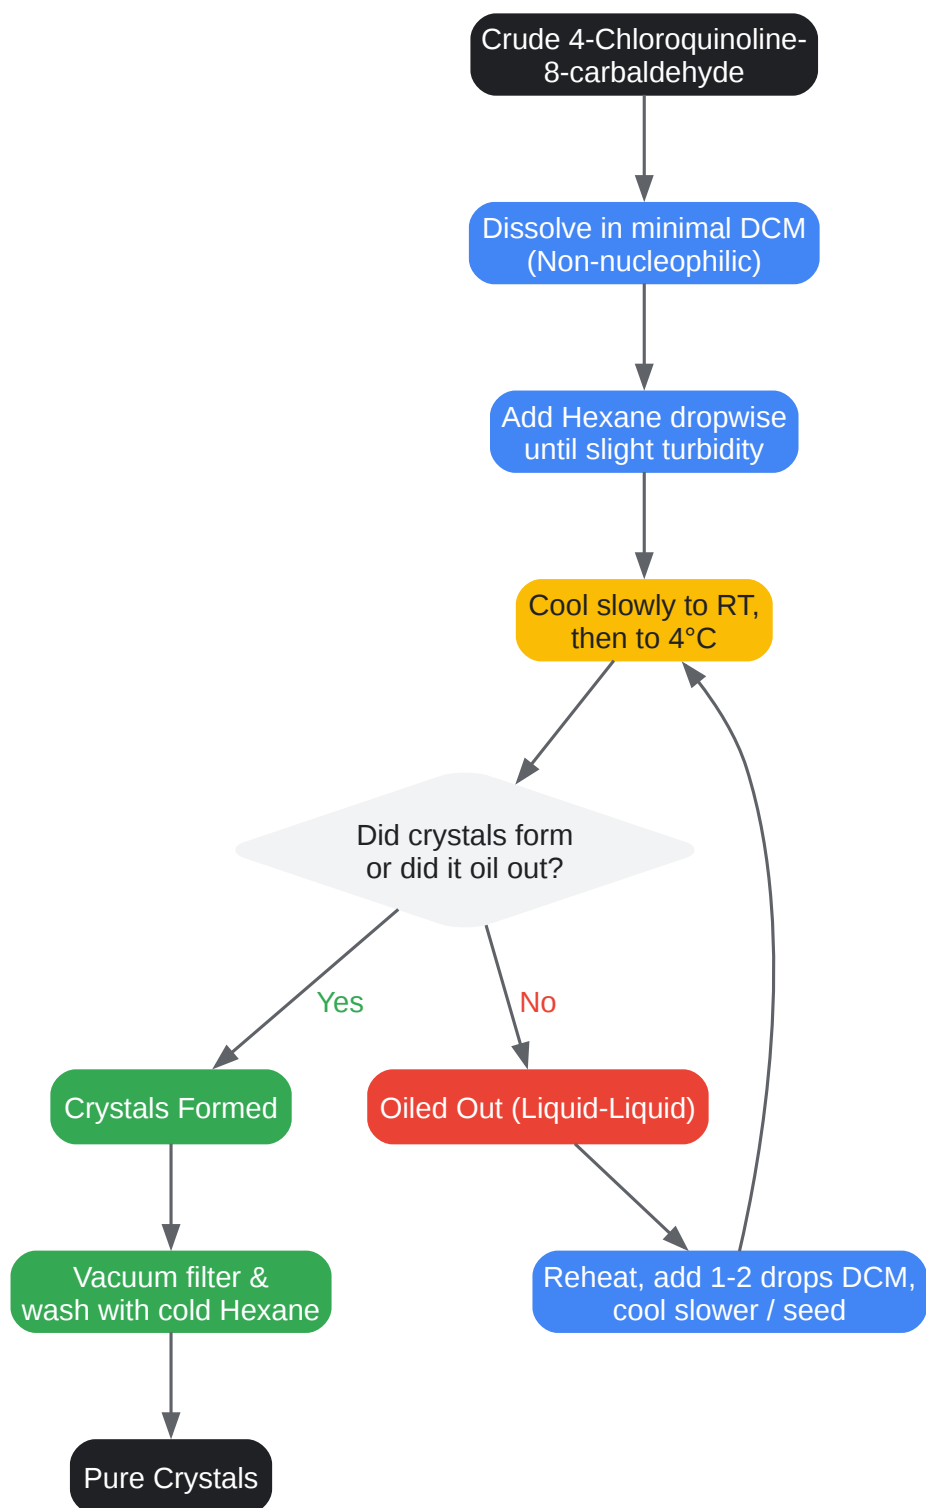 Crude 4-Chloroquinoline-
8-carbaldehyde
Dissolve in minimal DCM
(Non-nucleophilic)
Add Hexane dropwise
until slight turbidity
Cool slowly to RT,
then to 4°C
Did crystals form
or did it oil out?
Yes
No
Crystals Formed
Oiled Out (Liquid-Liquid)
Vacuum filter &
wash with cold Hexane
Reheat, add 1-2 drops DCM,
cool slower / seed
Pure Crystals